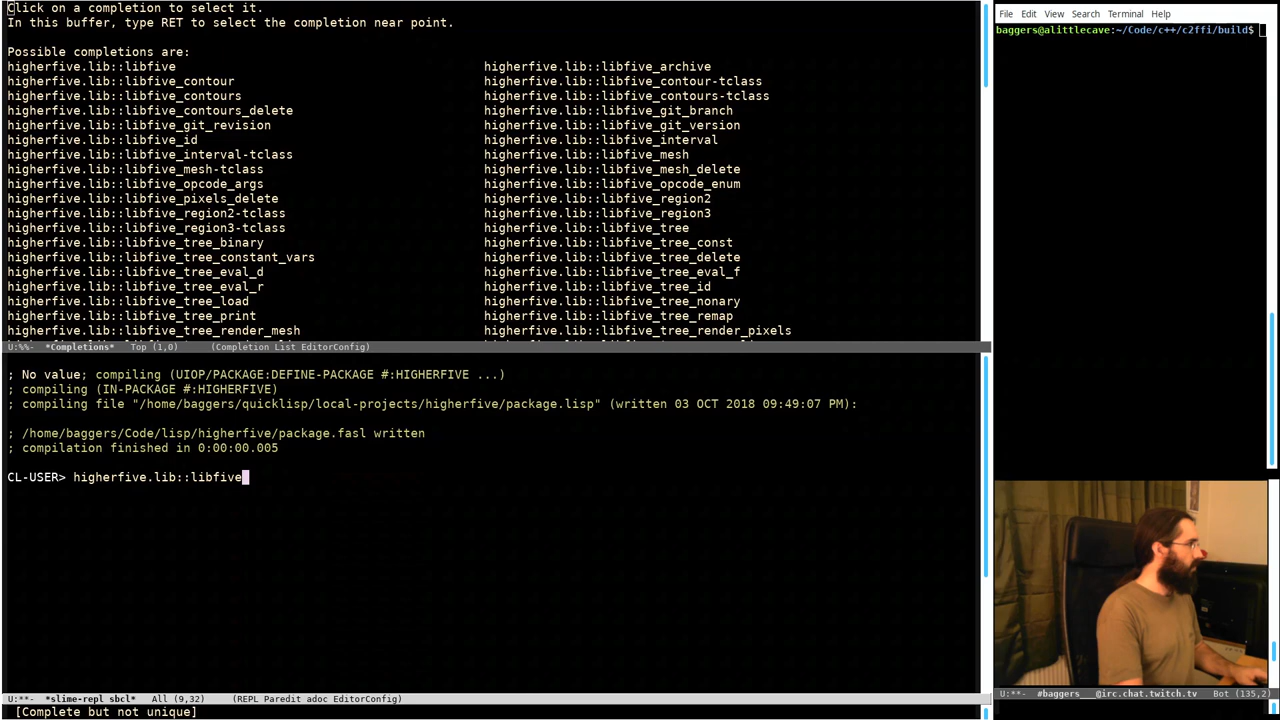 Click on a completion to select it.
In this buffer, type RET to select the completion near point.
Possible completions are:
higherfive.lib::libfive higherfive.lib::libfive_archive
higherfive.lib::libfive_contour higherfive.lib::libfive_contour-tclass
higherfive.lib::libfive_contours higherfive.lib::libfive_contours-tclass
higherfive.lib::libfive_contours_delete higherfive.lib::libfive_git_branch
higherfive.lib::libfive_git_revision higherfive.lib::libfive_git_version
higherfive.lib::libfive_id higherfive.lib::libfive_interval
higherfive.lib::libfive_interval-tclass higherfive.lib::libfive_mesh
higherfive.lib::libfive_mesh-tclass higherfive.lib::libfive_mesh_delete
higherfive.lib::libfive_opcode_args higherfive.lib::libfive_opcode_enum
higherfive.lib::libfive_pixels_delete higherfive.lib::libfive_region2
higherfive.lib::libfive_region2-tclass higherfive.lib::libfive_region3
higherfive.lib::libfive_region3-tclass higherfive.lib::libfive_tree
higherfive.lib::libfive_tree_binary higherfive.lib::libfive_tree_const
higherfive.lib::libfive_tree_constant_vars higherfive.lib::libfive_tree_delete
higherfive.lib::libfive_tree_eval_d higherfive.lib::libfive_tree_eval_f
higherfive.lib::libfive_tree_eval_r higherfive.lib::libfive_tree_id
higherfive.lib::libfive_tree_load higherfive.lib::libfive_tree_nonary
higherfive.lib::libfive_tree_print higherfive.lib::libfive_tree_remap
higherfive.lib::libfive_tree_render_mesh higherfive.lib::libfive_tree_render_pixels
U:%%- *Completions* Top (1,0) (Completion List EditorConfig)
; No value; compiling (UIOP/PACKAGE:DEFINE-PACKAGE #:HIGHERFIVE ...)
; compiling (IN-PACKAGE #:HIGHERFIVE)
; compiling file "/home/baggers/quicklisp/local-projects/higherfive/package.lisp" (written 03 OCT 2018 09:49:07 PM):
; /home/baggers/Code/lisp/higherfive/package.fasl written
; compilation finished in 0:00:00.005
CL-USER> higherfive.lib::libfive
U:**- *slime-repl sbcl* All (9,32) (REPL Paredit adoc EditorConfig)
[Complete but not unique]
File Edit View Search Terminal Help
baggers@alittlecave:~/Code/c++/c2ffi/build$
U:**- #baggers___@irc.chat.twitch.tv Bot (135,2)